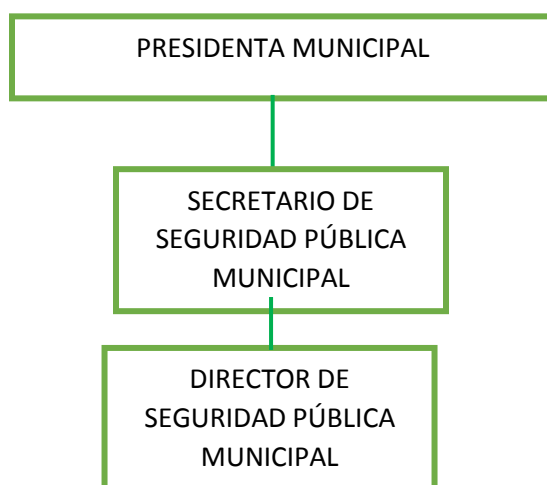 PRESIDENTA MUNICIPAL
SECRETARIO DE
SEGURIDAD PÚBLICA
MUNICIPAL
DIRECTOR DE
SEGURIDAD PÚBLICA
MUNICIPAL